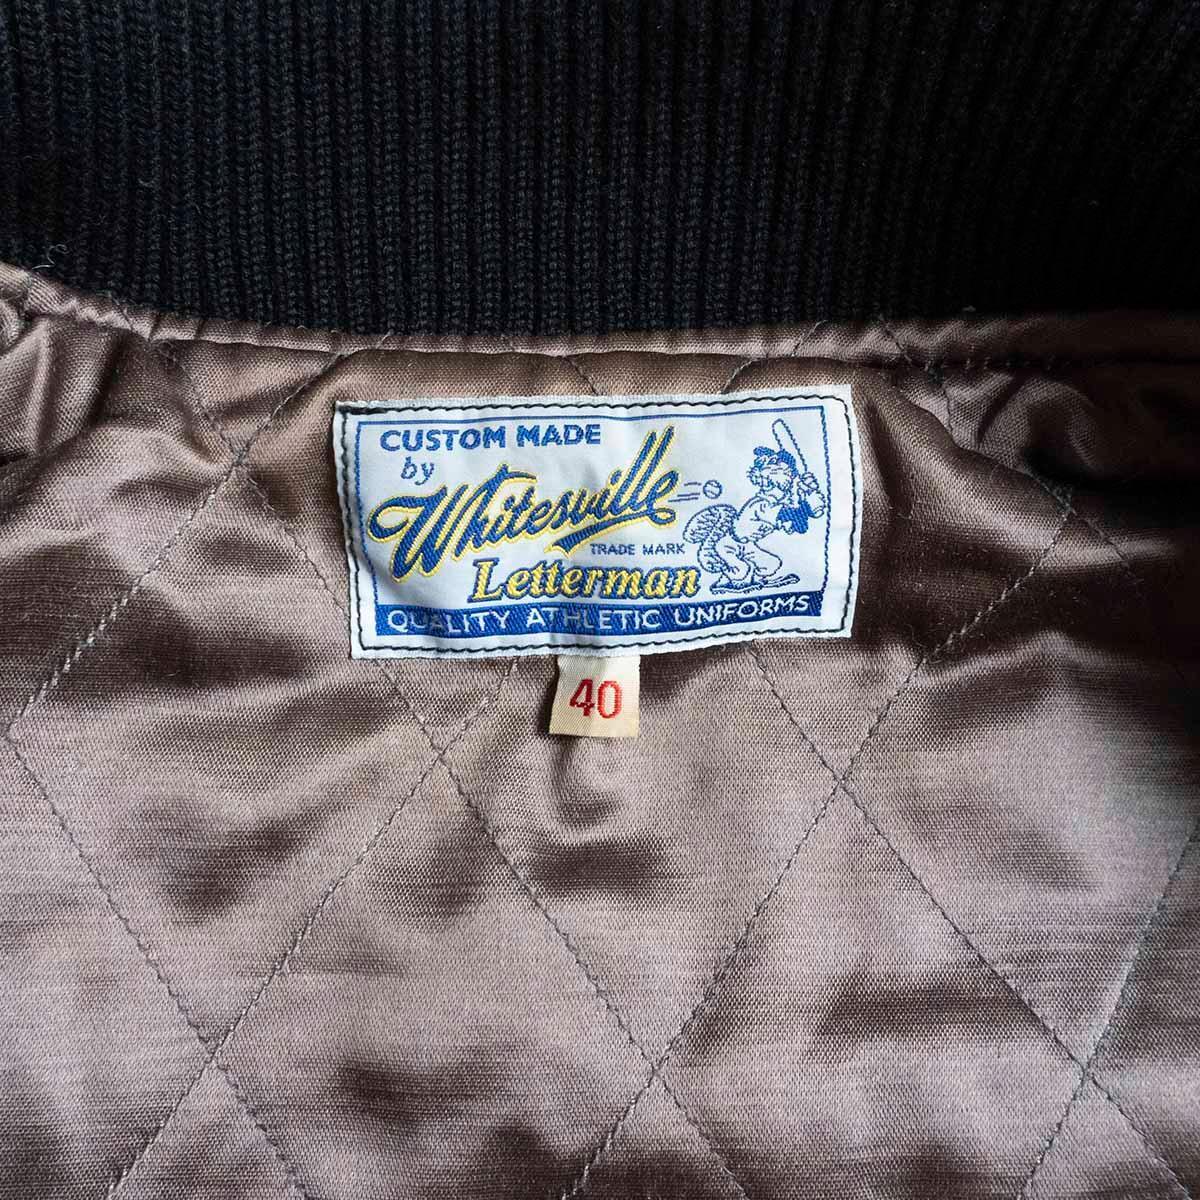 CUSTOM MADE
by
Whitesville
TRADE MARK
Letterman
QUALITY ATHLETIC UNIFORMS
40